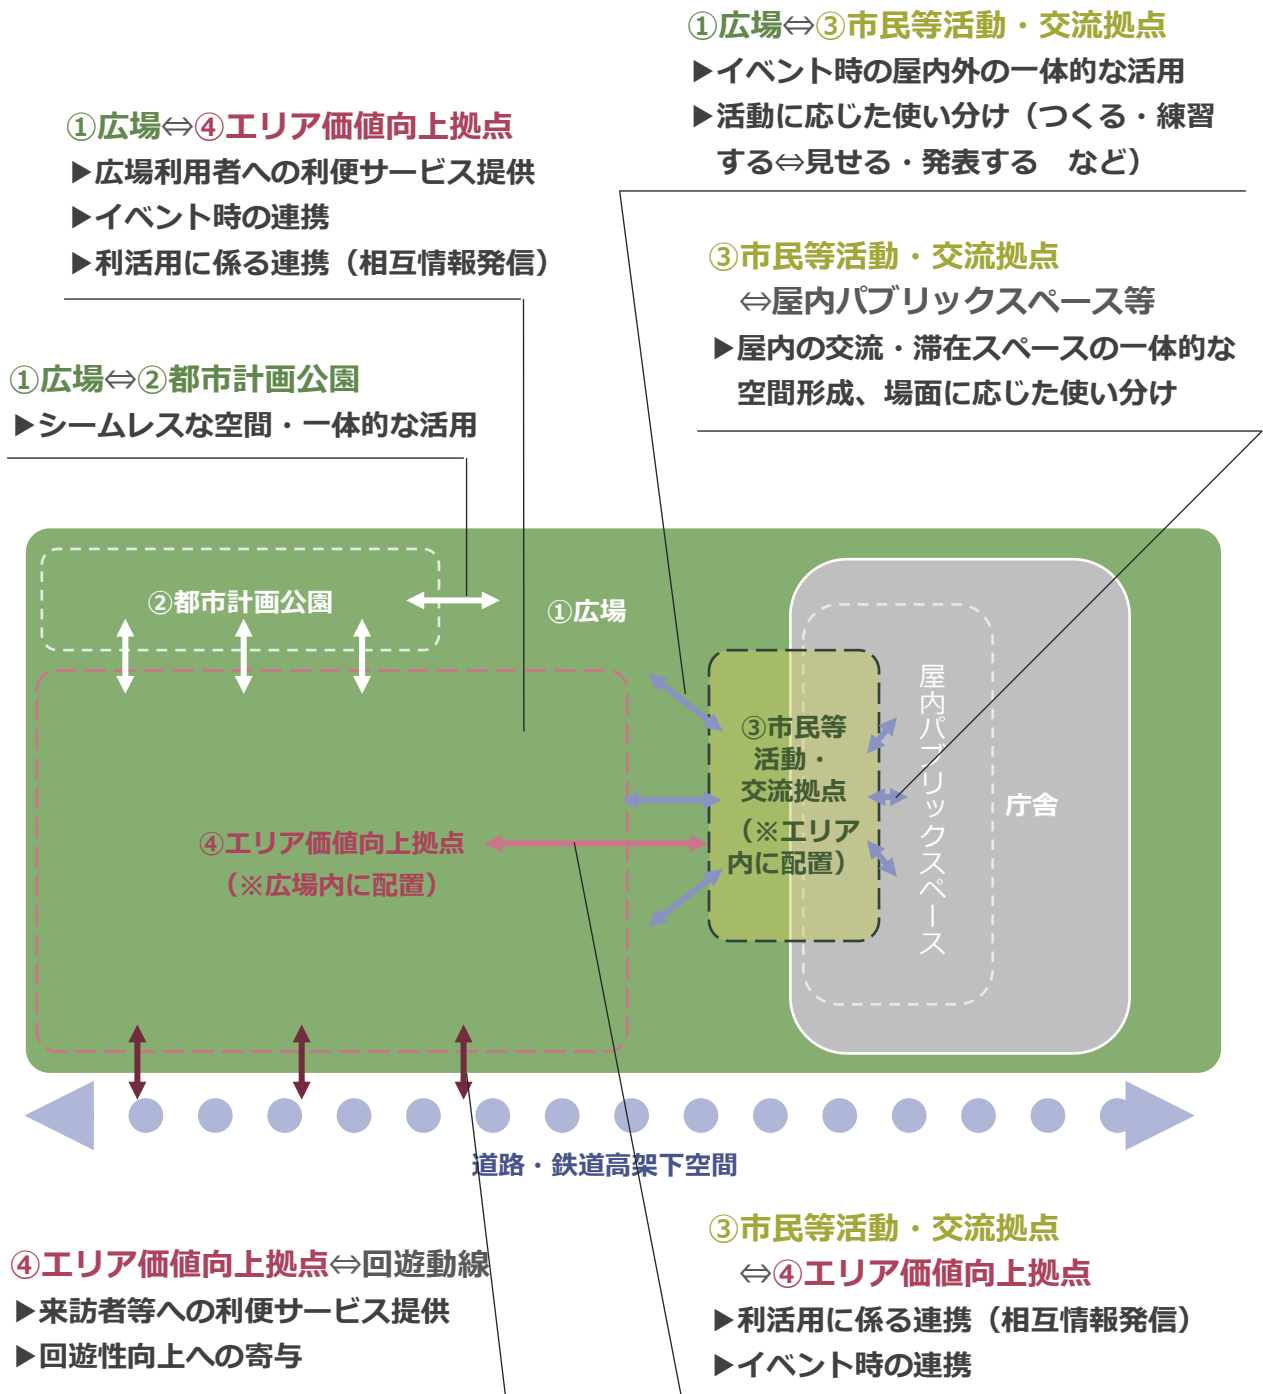 ①広場⇔③市民等活動・交流拠点
▶イベント時の屋内外の一体的な活用
▶活動に応じた使い分け（つくる・練習
する⇔見せる・発表する　など）
①広場⇔④エリア価値向上拠点
▶広場利用者への利便サービス提供
▶イベント時の連携
▶利活用に係る連携（相互情報発信）
③市民等活動・交流拠点
⇔屋内パブリックスペース等
▶屋内の交流・滞在スペースの一体的な
空間形成、場面に応じた使い分け
①広場⇔②都市計画公園
▶シームレスな空間・一体的な活用
②都市計画公園
①広場
③市民等
活動・
交流拠点
（※エリア
内に配置）
屋内パブリックスペース
庁舎
④エリア価値向上拠点
（※広場内に配置）
道路・鉄道高架下空間
④エリア価値向上拠点⇔回遊動線
▶来訪者等への利便サービス提供
▶回遊性向上への寄与
③市民等活動・交流拠点
⇔④エリア価値向上拠点
▶利活用に係る連携（相互情報発信）
▶イベント時の連携